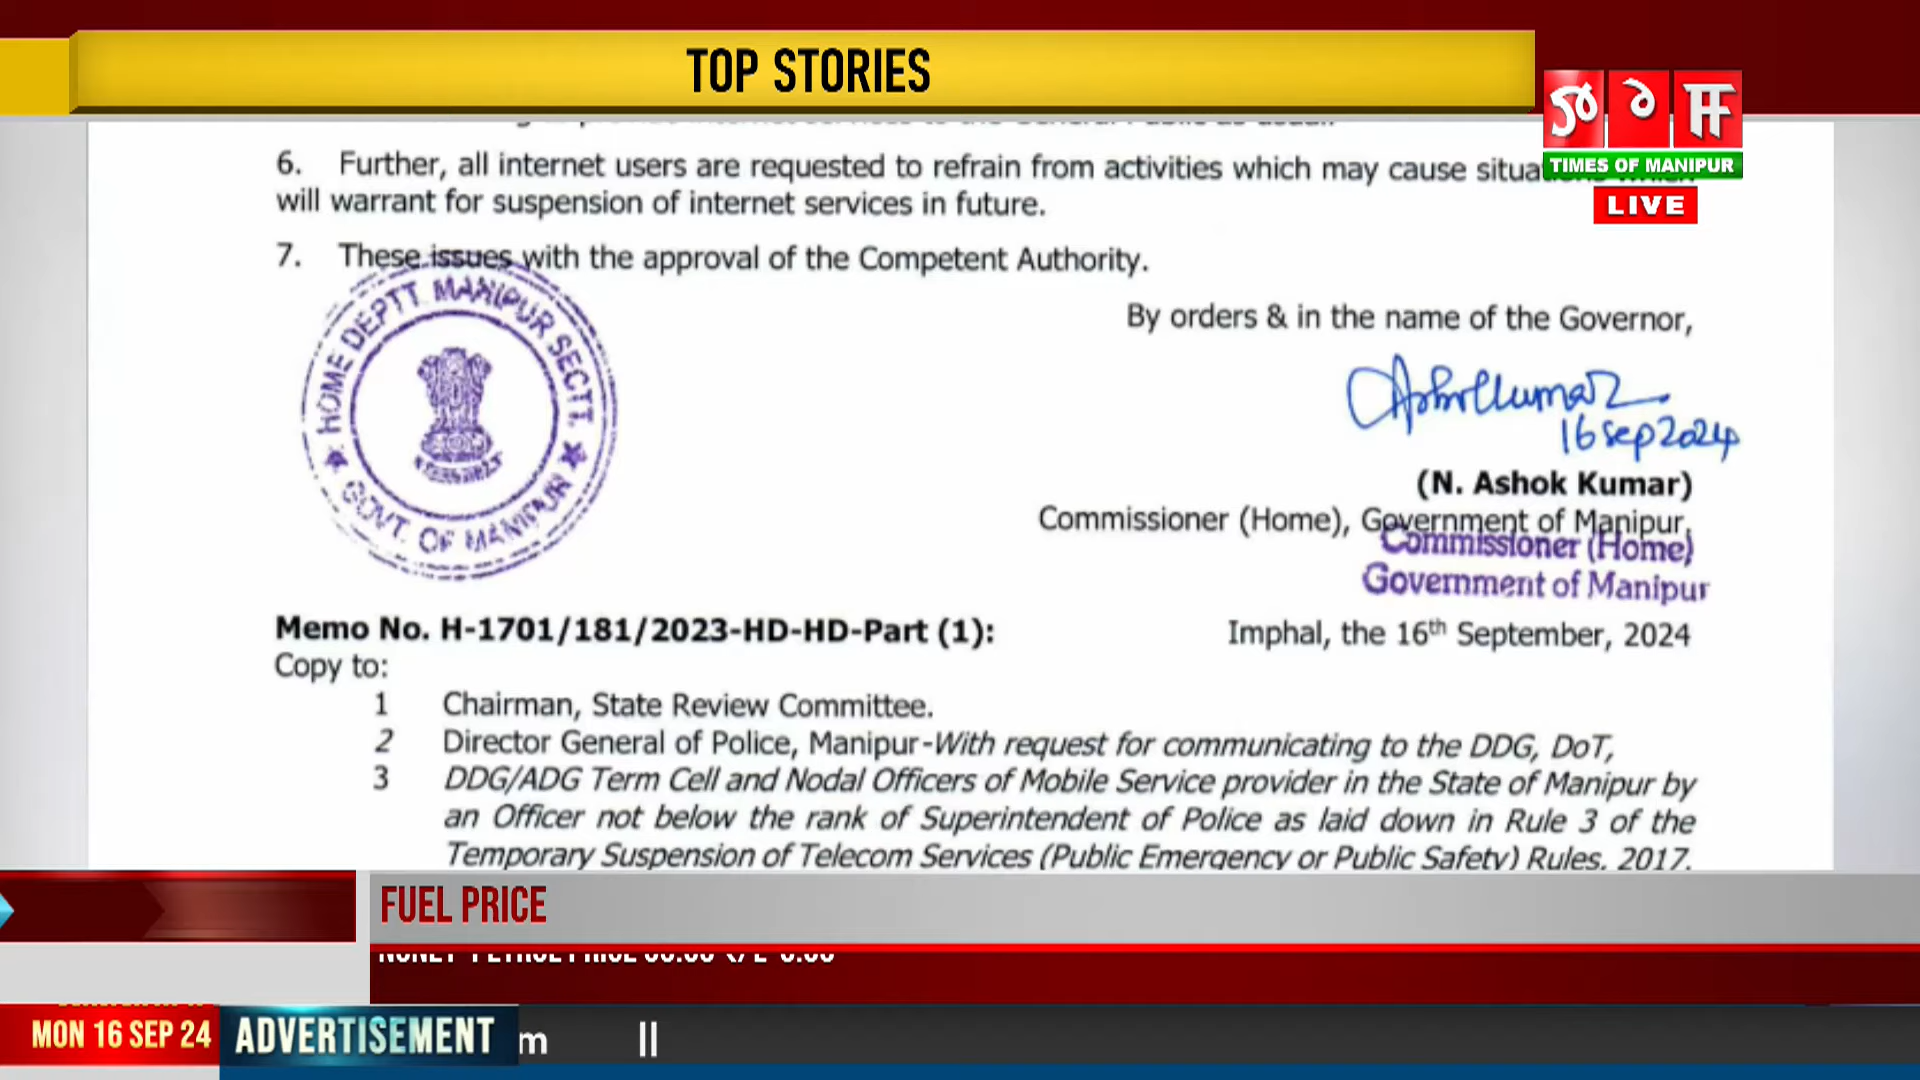 TOP STORIES
TIMES OF MANIPUR
LIVE
6. Further, all internet users are requested to refrain from activities which may cause
will warrant for suspension of internet services in future.
7. These issues with the approval of the Competent Authority.
HOME DEPTT MANIPUR SECTT.
GOVT. OF MANIPUR
By orders & in the name of the Governor,
AshokKumar
16 Sep 2024
(N. Ashok Kumar)
Commissioner (Home), Government of Manipur,
Commissioner (Home)
Government of Manipur
Memo No. H-1701/181/2023-HD-HD-Part (1):
Imphal, the 16th September, 2024
Copy to:
1 Chairman, State Review Committee.
2 Director General of Police, Manipur-With request for communicating to the DDG, DoT,
3 DDG/ADG Term Cell and Nodal Officers of Mobile Service provider in the State of Manipur by
an Officer not below the rank of Superintendent of Police as laid down in Rule 3 of the
Temporary Suspension of Telecom Services (Public Emergency or Public Safety) Rules, 2017.
FUEL PRICE
MON 16 SEP 24
ADVERTISEMENT
m ||